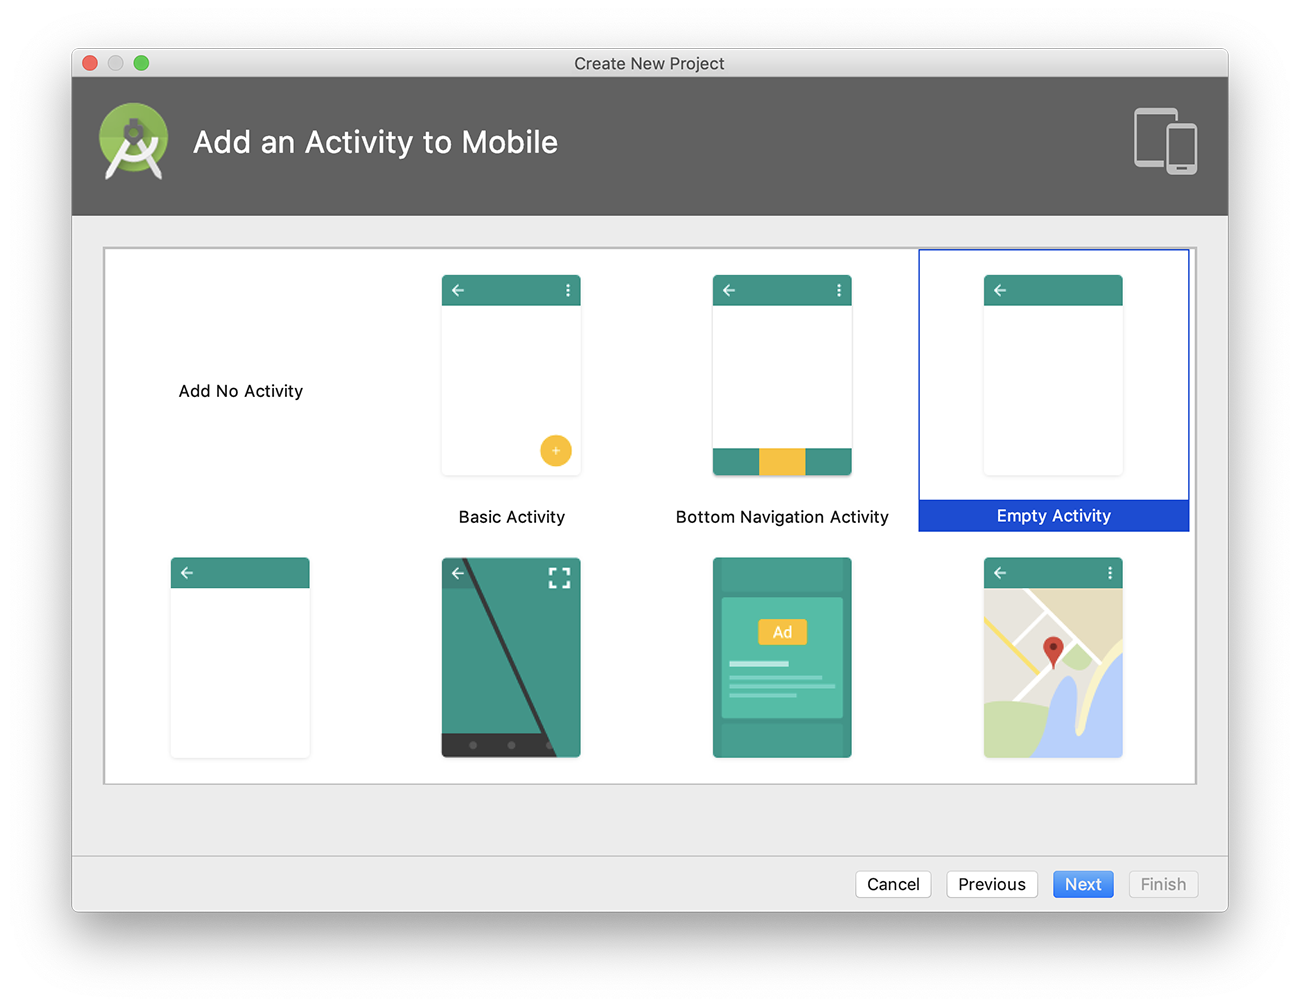 Create New Project
Add an Activity to Mobile
Add No Activity
Basic Activity
Bottom Navigation Activity
Empty Activity
Ad
Cancel
Previous
Next
Finish